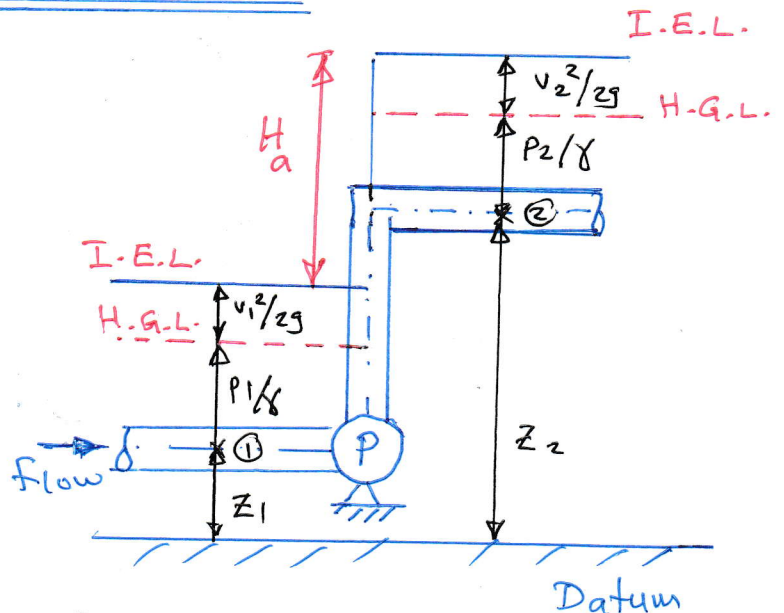 I.E.L.
V₂²/2g
H.G.L.
Ha
P₂/γ
②
I.E.L.
V₁²/2g
H.G.L.
P1/γ
①
P
Z₂
Flow
Z1
Datum